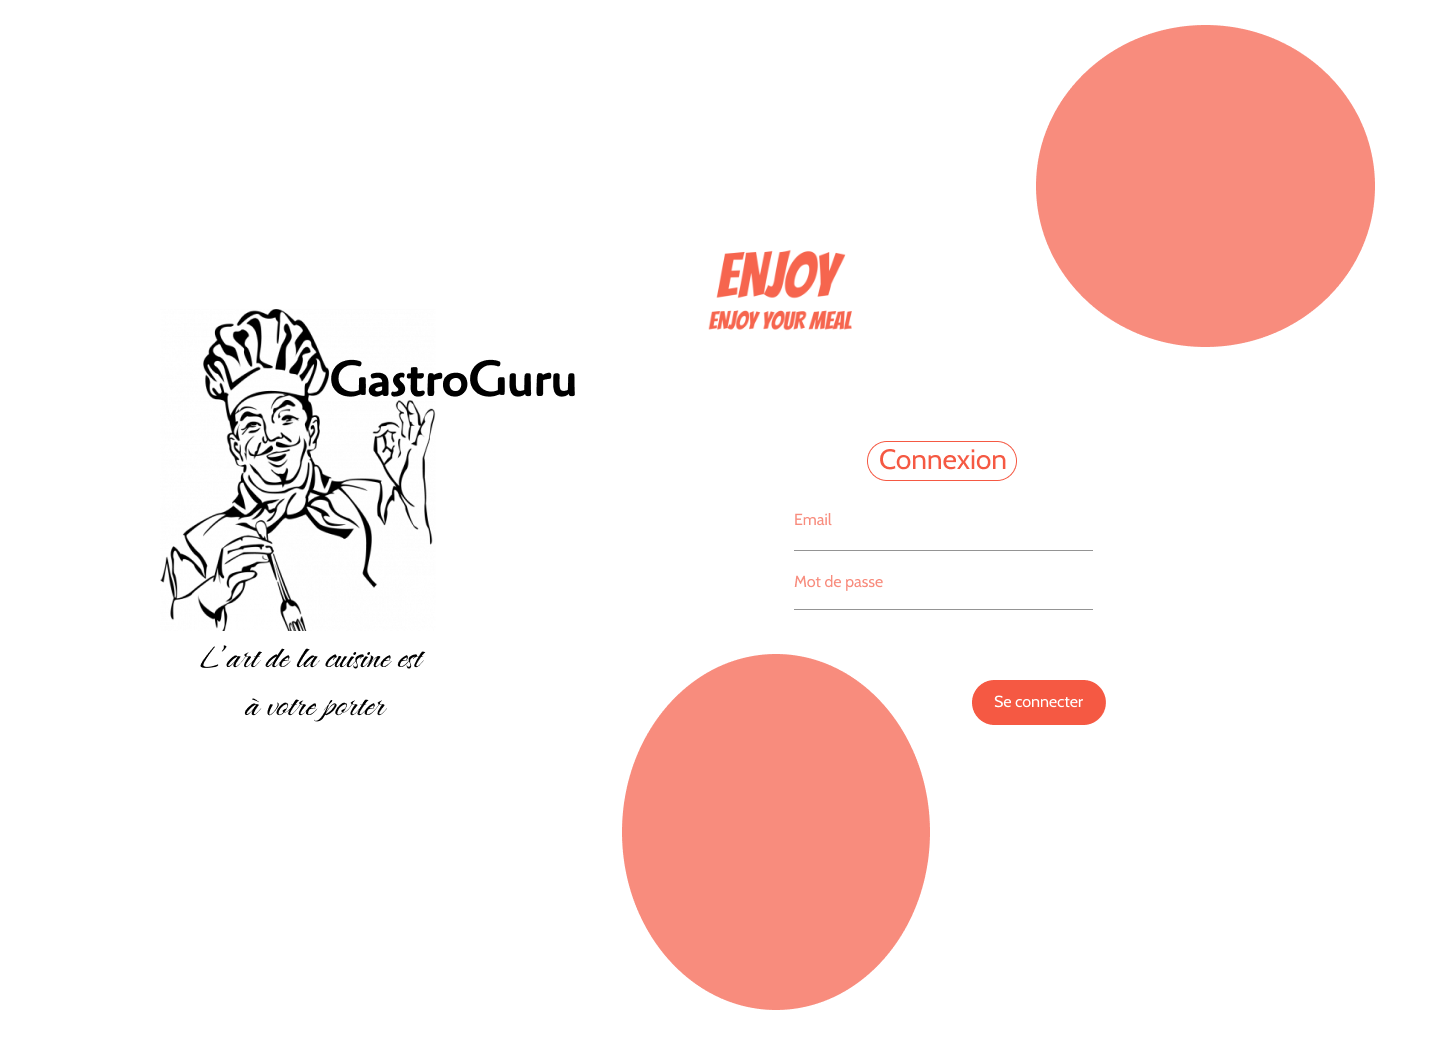 GastroGuru
L'art de la cuisine est
à votre porter
ENJOY
ENJOY YOUR MEAL
Connexion
Email
Mot de passe
Se connecter